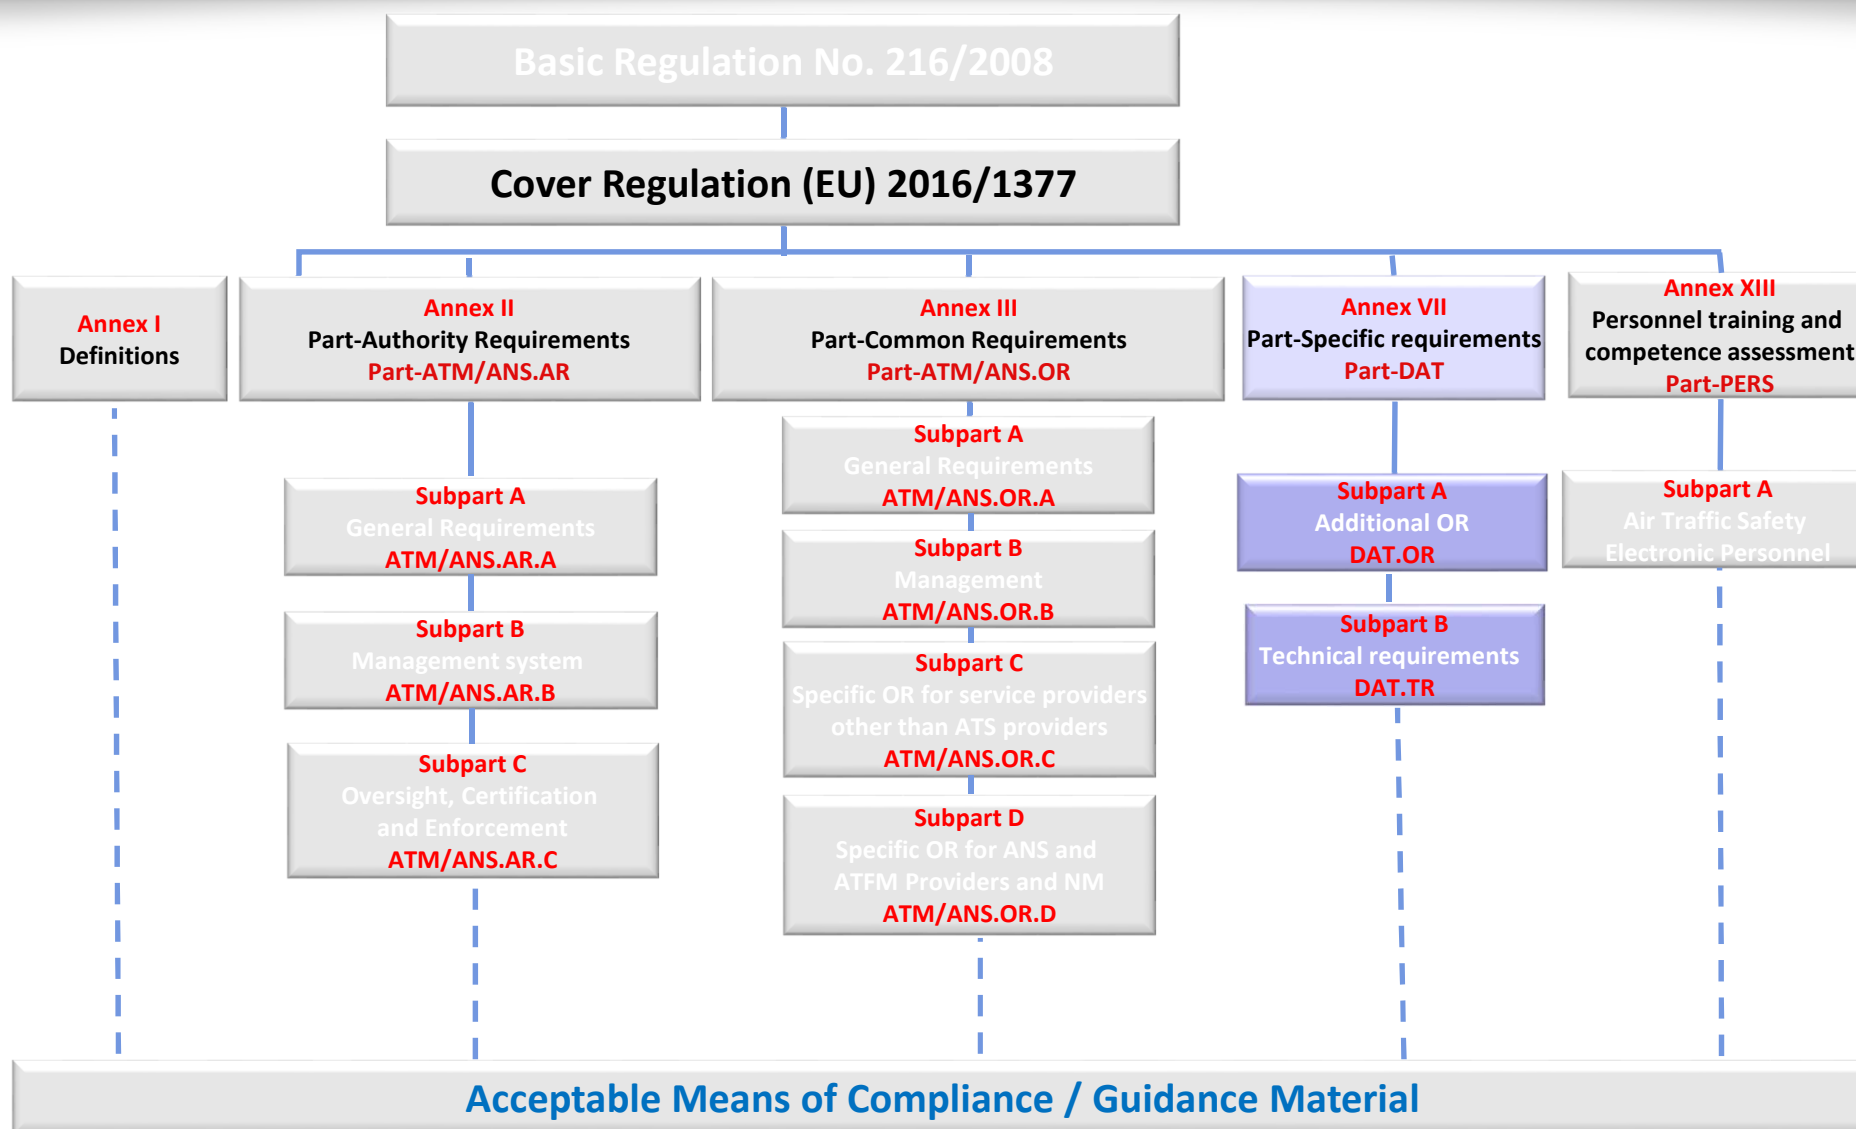 Basic Regulation No. 216/2008
Cover Regulation (EU) 2016/1377
Annex I
Definitions
Annex II
Part-Authority Requirements
Part-ATM/ANS.AR
Annex III
Part-Common Requirements
Part-ATM/ANS.OR
Annex VII
Part-Specific requirements
Part-DAT
Annex XIII
Personnel training and
competence assessment
Part-PERS
Subpart A
General Requirements
ATM/ANS.AR.A
Subpart B
Management system
ATM/ANS.AR.B
Subpart C
Oversight, Certification
and Enforcement
ATM/ANS.AR.C
Subpart A
General Requirements
ATM/ANS.OR.A
Subpart B
Management
ATM/ANS.OR.B
Subpart C
Specific OR for service providers
other than ATS providers
ATM/ANS.OR.C
Subpart D
Specific OR for ANS and
ATFM Providers and NM
ATM/ANS.OR.D
Subpart A
Additional OR
DAT.OR
Subpart B
Technical requirements
DAT.TR
Subpart A
Air Traffic Safety
Electronic Personnel
Acceptable Means of Compliance / Guidance Material